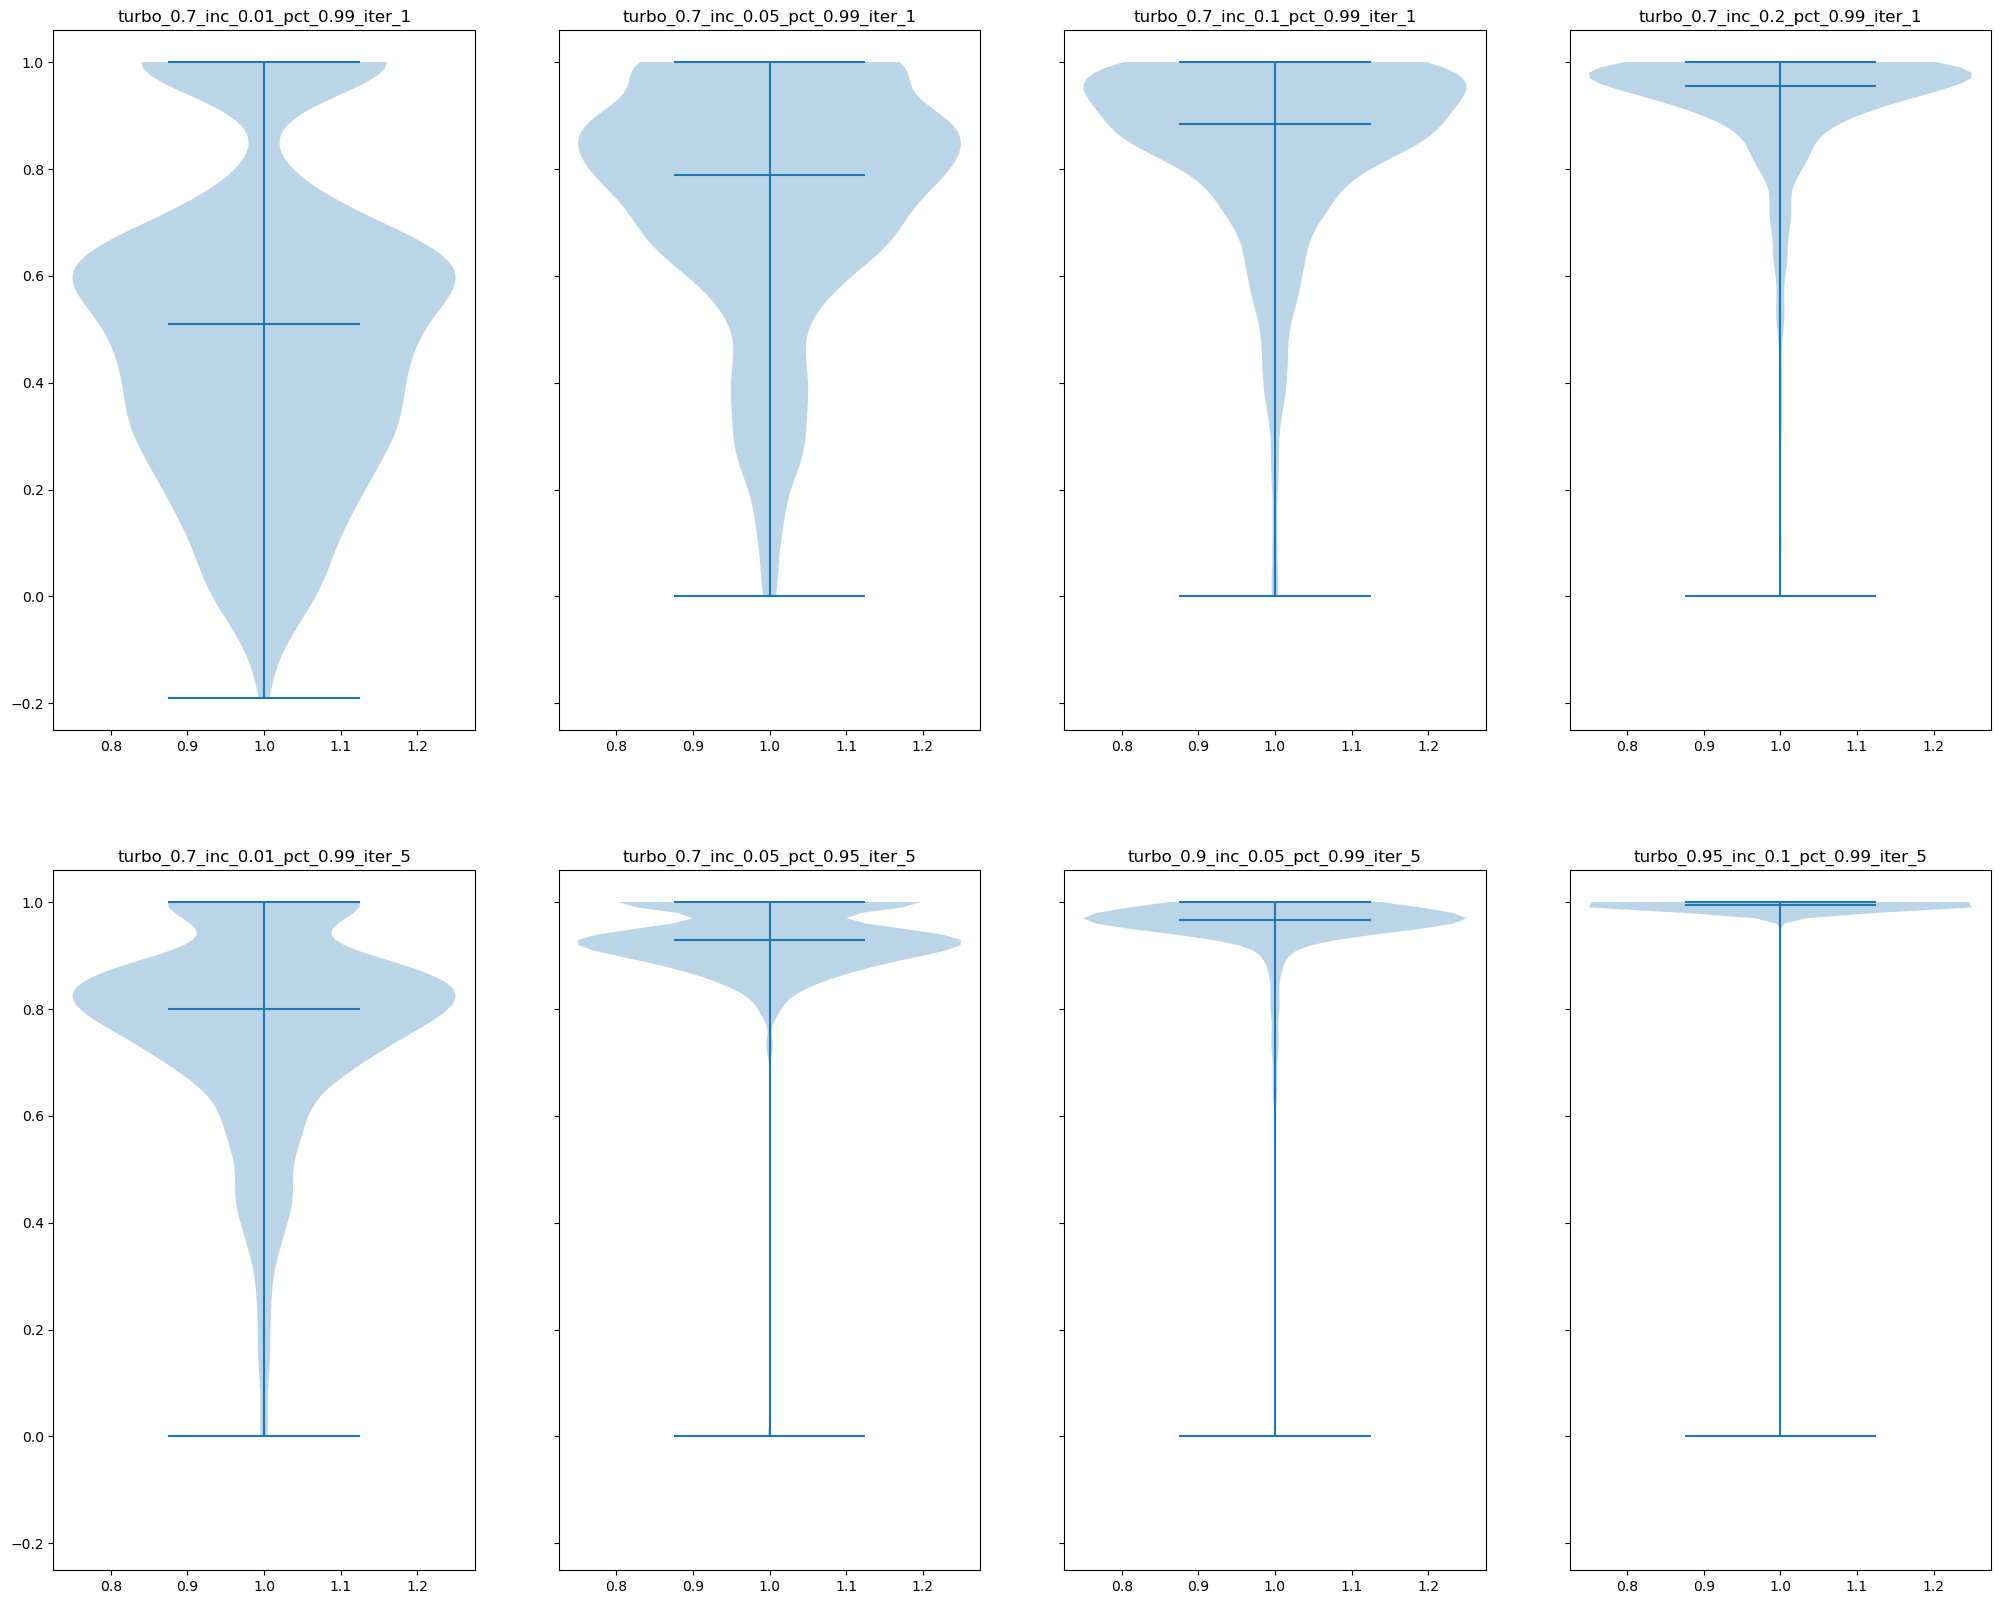 turbo_0.7_inc_0.01_pct_0.99_iter_1
turbo_0.7_inc_0.05_pct_0.99_iter_1
turbo_0.7_inc_0.1_pct_0.99_iter_1
turbo_0.7_inc_0.2_pct_0.99_iter_1
1.0
0.8
0.6
0.4
0.2
0.0
−0.2
0.8 0.9 1.0 1.1 1.2
0.8 0.9 1.0 1.1 1.2
0.8 0.9 1.0 1.1 1.2
0.8 0.9 1.0 1.1 1.2
turbo_0.7_inc_0.01_pct_0.99_iter_5
turbo_0.7_inc_0.05_pct_0.95_iter_5
turbo_0.9_inc_0.05_pct_0.99_iter_5
turbo_0.95_inc_0.1_pct_0.99_iter_5
1.0
0.8
0.6
0.4
0.2
0.0
−0.2
0.8 0.9 1.0 1.1 1.2
0.8 0.9 1.0 1.1 1.2
0.8 0.9 1.0 1.1 1.2
0.8 0.9 1.0 1.1 1.2